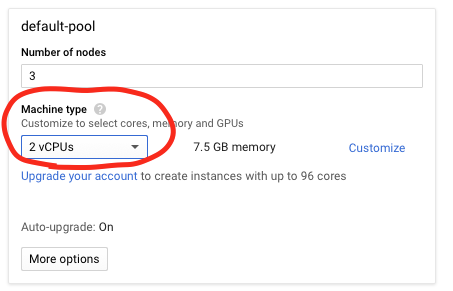 default-pool
Number of nodes
3
Machine type ?
Customize to select cores, memory and GPUs
2 vCPUs 7.5 GB memory Customize
Upgrade your account to create instances with up to 96 cores
Auto-upgrade: On
More options